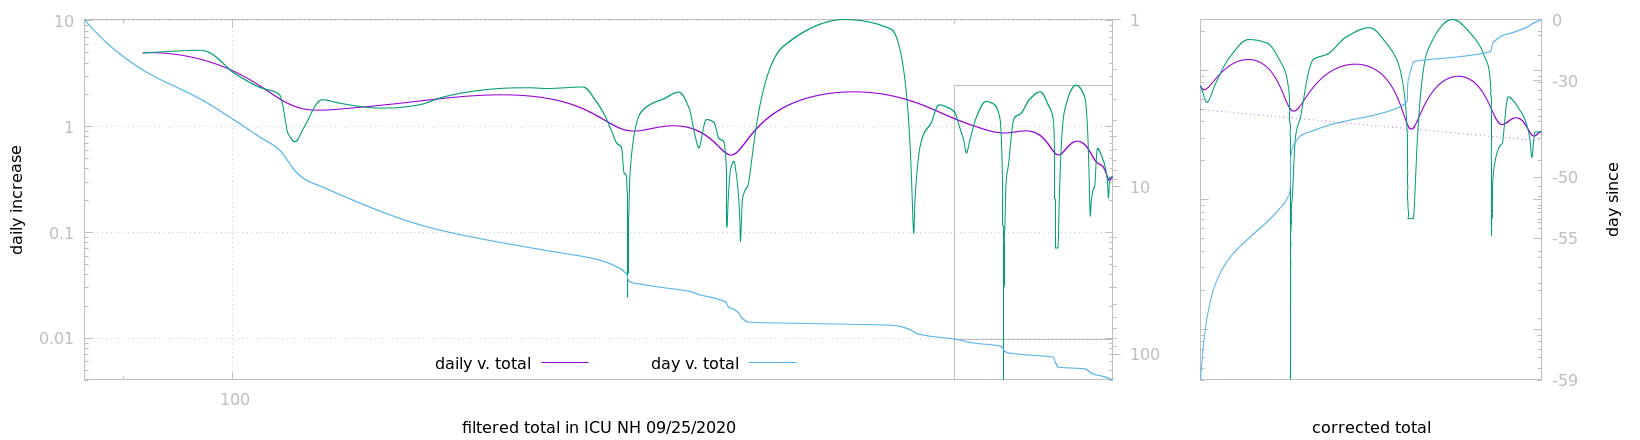 10
1
0.1
0.01
daily increase
100
daily v. total
day v. total
filtered total in ICU NH 09/25/2020
1
10
100
0
-30
-50
-55
-59
day since
corrected total